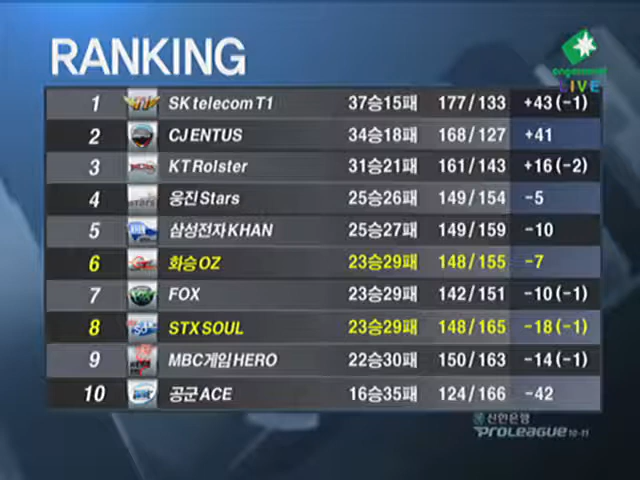 RANKING
ongamenet
LIVE
1 SK telecom T1 37승15패 177/133 +43(-1)
2 CJ ENTUS 34승18패 168/127 +41
3 KT Rolster 31승21패 161/143 +16(-2)
4 웅진 Stars 25승26패 149/154 -5
5 삼성전자 KHAN 25승27패 149/159 -10
6 화승 OZ 23승29패 148/155 -7
7 FOX 23승29패 142/151 -10(-1)
8 STX SOUL 23승29패 148/165 -18(-1)
9 MBC게임 HERO 22승30패 150/163 -14(-1)
10 공군 ACE 16승35패 124/166 -42
신한은행
PROLEAGUE 10-11